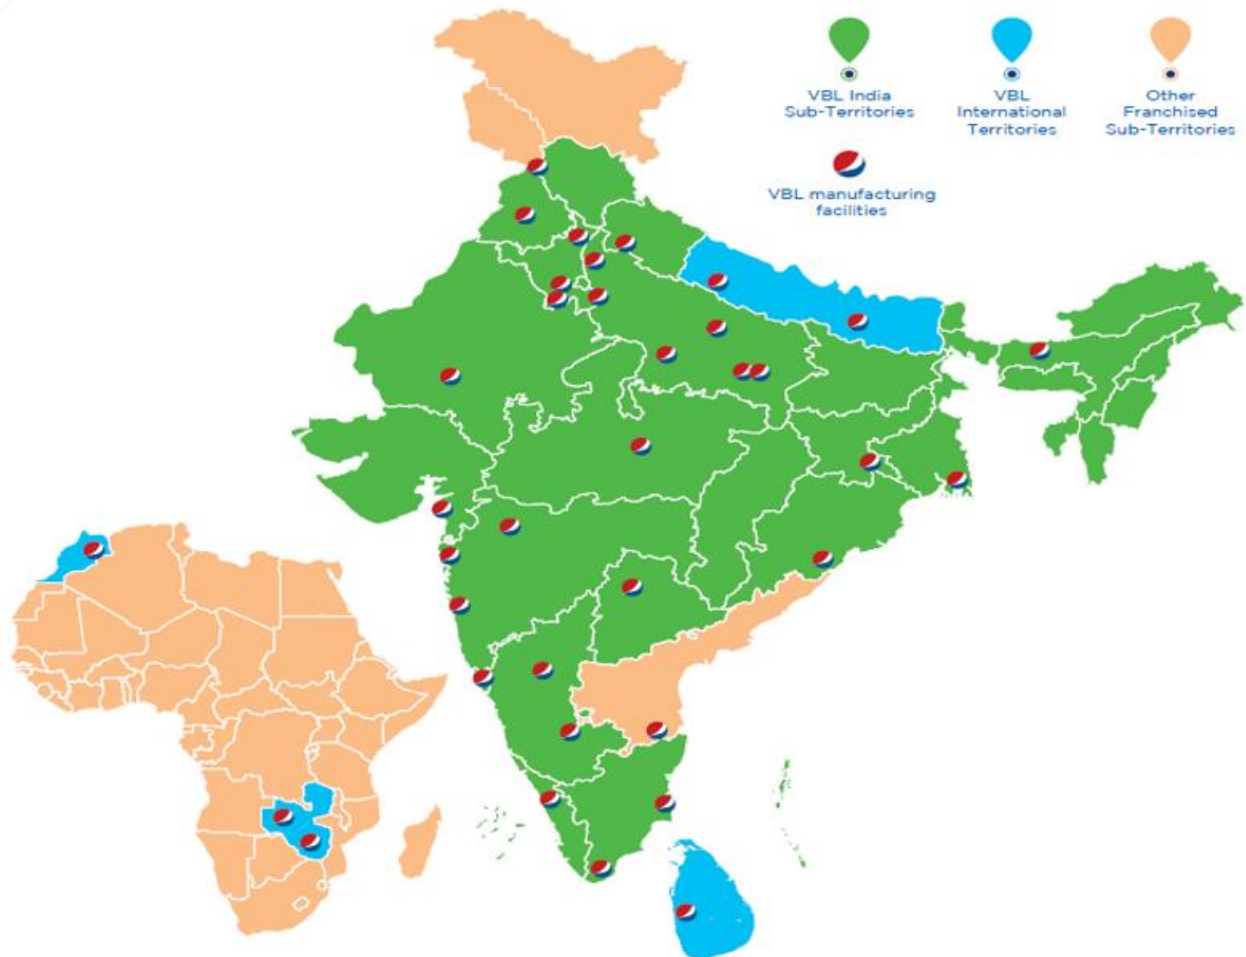 VBL India
Sub-Territories
VBL
International
Territories
Other
Franchised
Sub-Territories
VBL manufacturing
facilities